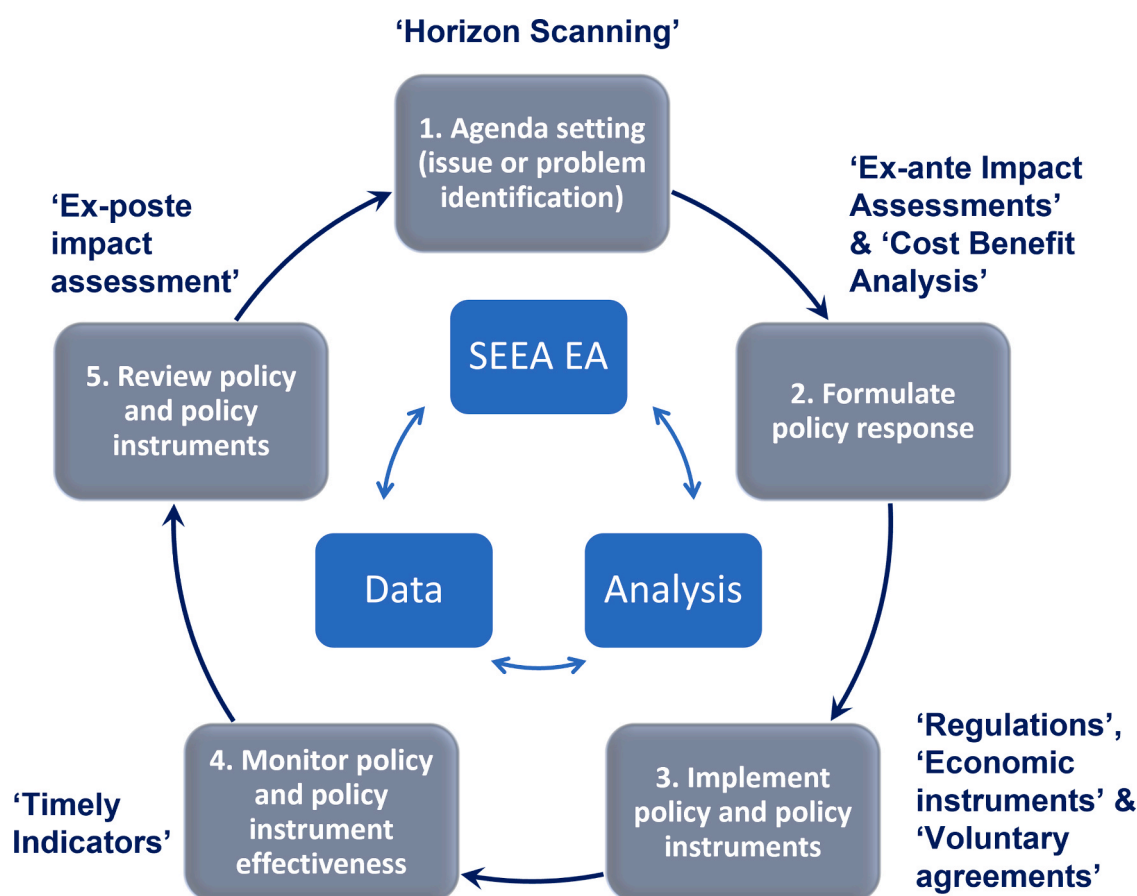 ‘Horizon Scanning’
1. Agenda setting
(issue or problem
identification)
‘Ex-ante Impact
Assessments’
& ‘Cost Benefit
Analysis’
‘Ex-poste
impact
assessment’
SEEA EA
5. Review policy
and policy
instruments
2. Formulate
policy response
Data
Analysis
‘Regulations’,
‘Economic
instruments’ &
‘Voluntary
agreements’
4. Monitor policy
and policy
instrument
effectiveness
3. Implement
policy and policy
instruments
‘Timely
Indicators’